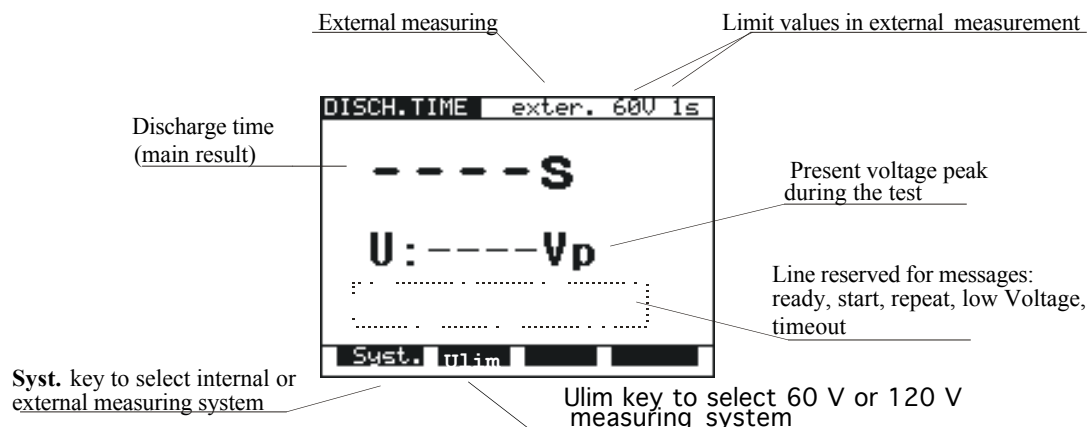 External measuring
Limit values in external measurement
DISCH.TIME exter. 60V 1s
Discharge time
(main result)
----S
Present voltage peak
during the test
U:----Vp
Line reserved for messages:
ready, start, repeat, low Voltage,
timeout
Syst. Ulim
Syst. key to select internal or
external measuring system
Ulim key to select 60 V or 120 V
measuring system